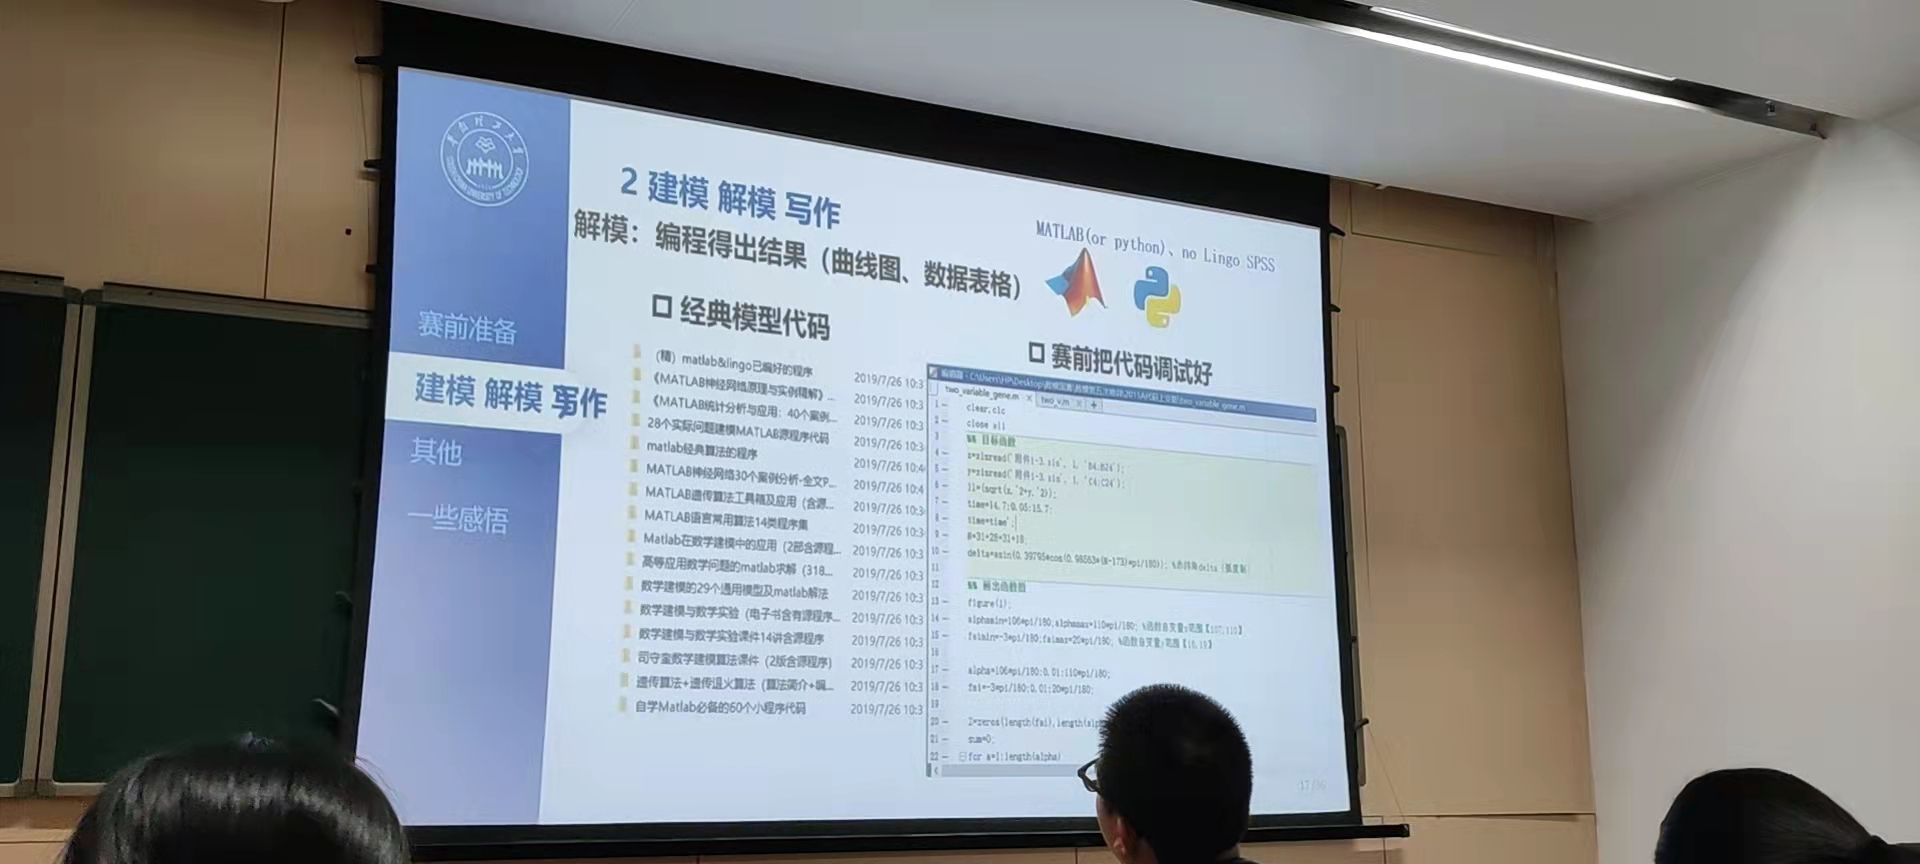 华南理工大学
SOUTH CHINA UNIVERSITY OF TECHNOLOGY
赛前准备
建模 解模 写作
其他
一些感悟
2 建模 解模 写作
解模：编程得出结果（曲线图、数据表格）
MATLAB(or python)、no Lingo SPSS
经典模型代码
（精）matlab&lingo已编好的程序 2019/7/26 10:3
《MATLAB神经网络原理与实例精解》... 2019/7/26 10:3
《MATLAB统计分析与应用：40个案例... 2019/7/26 10:3
28个实际问题建模MATLAB源程序代码 2019/7/26 10:3
matlab经典算法的程序 2019/7/26 10:4
MATLAB神经网络30个案例分析-全文P... 2019/7/26 10:4
MATLAB遗传算法工具箱及应用（含源... 2019/7/26 10:3
MATLAB语言常用算法14类程序集 2019/7/26 10:3
Matlab在数学建模中的应用（2部含源程... 2019/7/26 10:3
高等应用数学问题的matlab求解（318... 2019/7/26 10:3
数学建模的29个通用模型及matlab解法 2019/7/26 10:3
数学建模与数学实验（电子书含有源程序... 2019/7/26 10:3
数学建模与数学实验课件14讲含源程序 2019/7/26 10:3
司守奎数学建模算法课件（2版含源程序） 2019/7/26 10:3
遗传算法+遗传退火算法（算法简介+编... 2019/7/26 10:3
自学Matlab必备的60个小程序代码 2019/7/26 10:3
赛前把代码调试好
two_variable_gene.m × two_v.m × +
1 clear;clc
2 close all
3 %% 目标函数
4 x=xlsread('附件1-3.xls', 1, 'B4:B24');
5 y=xlsread('附件1-3.xls', 1, 'C4:C24');
6 ll=(sqrt(x.^2+y.^2));
7 time=14.7:0.05:15.7;
8 time=time';
9 N=31+28+31+18;
10 delta=asin(0.39795*cos(0.98563*(N-173)*pi/180)); %赤纬角delta（弧度制
11
12 %% 画出函数图
13 figure(1);
14 alphamin=106*pi/180;alphamax=110*pi/180; %函数自变量x范围【107,110】
15 faimin=-3*pi/180;faimax=20*pi/180; %函数自变量y范围【18,19】
16
17 alpha=106*pi/180:0.01:110*pi/180;
18 fai=-3*pi/180:0.01:20*pi/180;
19
20 Z=zeros(length(fai),length(alp
21 sum=0;
22 for a=1:length(alpha)